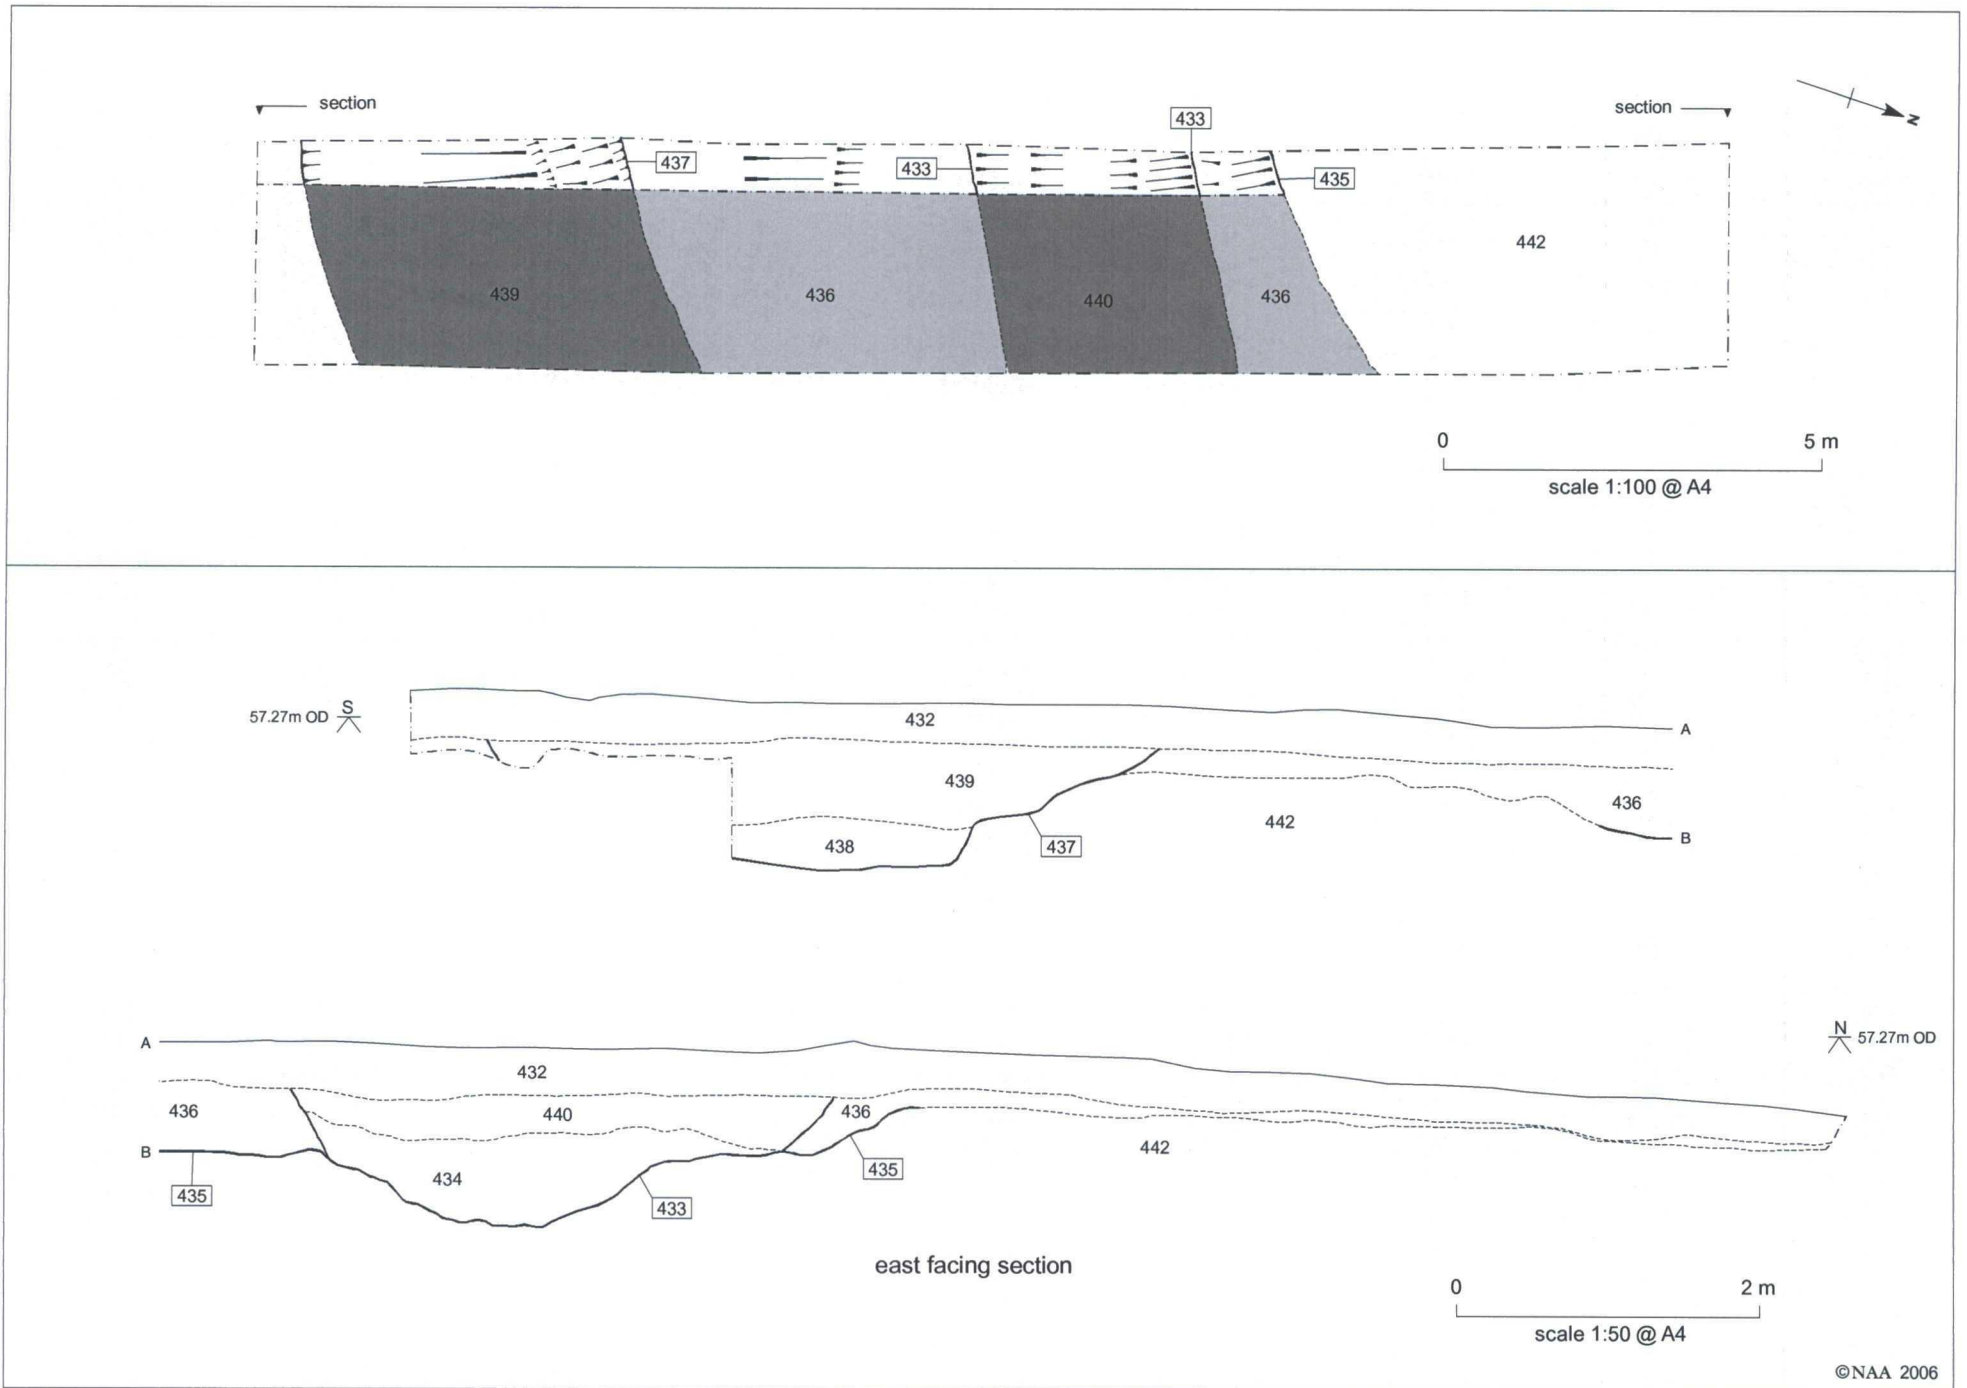 section
section
N
433
437
433
435
442
439
436
440
436
0 5 m
scale 1:100 @ A4
57.27m OD S
432
A
439
436
442
B
438
437
A
N 57.27m OD
432
436
440
436
B
442
434
435
435
433
east facing section
0 2 m
scale 1:50 @ A4
©NAA 2006